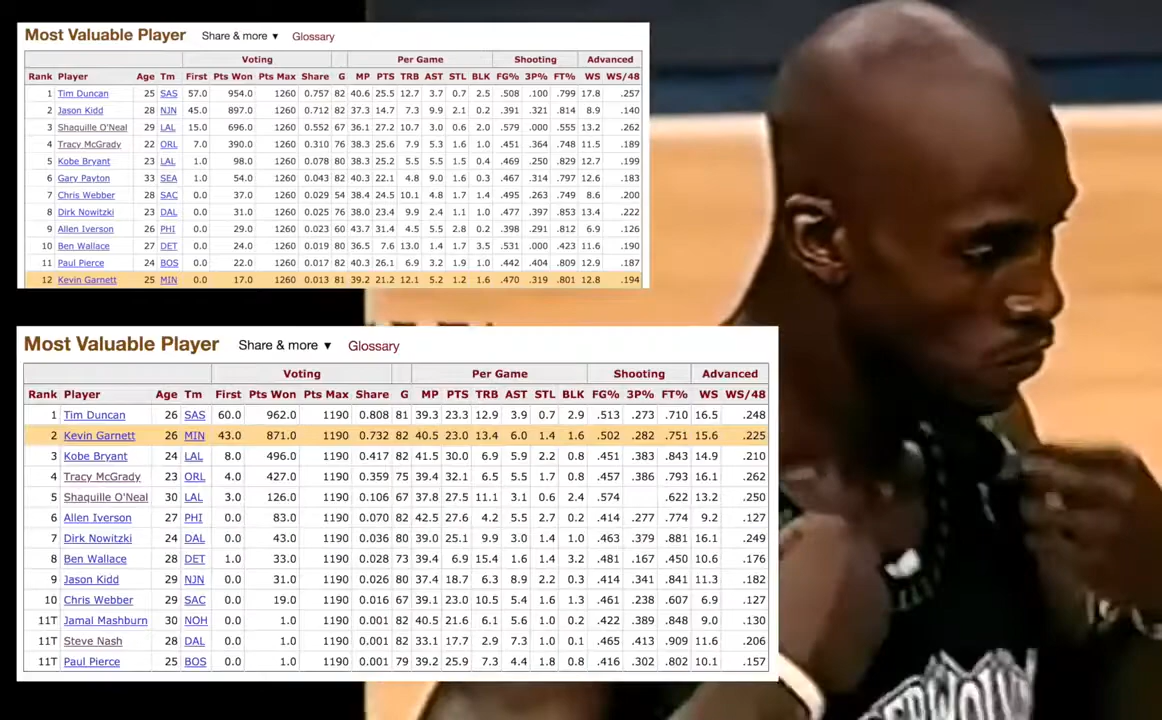 Most Valuable Player Share & more ▼ Glossary
Voting Per Game Shooting Advanced
Rank Player Age Tm First Pts Won Pts Max Share G MP PTS TRB AST STL BLK FG% 3P% FT% WS WS/48
1 Tim Duncan 25 SAS 57.0 954.0 1260 0.757 82 40.6 25.5 12.7 3.7 0.7 2.5 .508 .100 .799 17.8 .257
2 Jason Kidd 28 NJN 45.0 897.0 1260 0.712 82 37.3 14.7 7.3 9.9 2.1 0.2 .391 .321 .814 8.9 .140
3 Shaquille O'Neal 29 LAL 15.0 696.0 1260 0.552 67 36.1 27.2 10.7 3.0 0.6 2.0 .579 .000 .555 13.2 .262
4 Tracy McGrady 22 ORL 7.0 390.0 1260 0.310 76 38.3 25.6 7.9 5.3 1.6 1.0 .451 .364 .748 11.5 .189
5 Kobe Bryant 23 LAL 1.0 98.0 1260 0.078 80 38.3 25.2 5.5 5.5 1.5 0.4 .469 .250 .829 12.7 .199
6 Gary Payton 33 SEA 1.0 54.0 1260 0.043 82 40.3 22.1 4.8 9.0 1.6 0.3 .467 .314 .797 12.6 .183
7 Chris Webber 28 SAC 0.0 37.0 1260 0.029 54 38.4 24.5 10.1 4.8 1.7 1.4 .495 .263 .749 8.6 .200
8 Dirk Nowitzki 23 DAL 0.0 31.0 1260 0.025 76 38.0 23.4 9.9 2.4 1.1 1.0 .477 .397 .853 13.4 .222
9 Allen Iverson 26 PHI 0.0 29.0 1260 0.023 60 43.7 31.4 4.5 5.5 2.8 0.2 .398 .291 .812 6.9 .126
10 Ben Wallace 27 DET 0.0 24.0 1260 0.019 80 36.5 7.6 13.0 1.4 1.7 3.5 .531 .000 .423 11.6 .190
11 Paul Pierce 24 BOS 0.0 22.0 1260 0.017 82 40.3 26.1 6.9 3.2 1.9 1.0 .442 .404 .809 12.9 .187
12 Kevin Garnett 25 MIN 0.0 17.0 1260 0.013 81 39.2 21.2 12.1 5.2 1.2 1.6 .470 .319 .801 12.8 .194
Most Valuable Player Share & more ▼ Glossary
Voting Per Game Shooting Advanced
Rank Player Age Tm First Pts Won Pts Max Share G MP PTS TRB AST STL BLK FG% 3P% FT% WS WS/48
1 Tim Duncan 26 SAS 60.0 962.0 1190 0.808 81 39.3 23.3 12.9 3.9 0.7 2.9 .513 .273 .710 16.5 .248
2 Kevin Garnett 26 MIN 43.0 871.0 1190 0.732 82 40.5 23.0 13.4 6.0 1.4 1.6 .502 .282 .751 15.6 .225
3 Kobe Bryant 24 LAL 8.0 496.0 1190 0.417 82 41.5 30.0 6.9 5.9 2.2 0.8 .451 .383 .843 14.9 .210
4 Tracy McGrady 23 ORL 4.0 427.0 1190 0.359 75 39.4 32.1 6.5 5.5 1.7 0.8 .457 .386 .793 16.1 .262
5 Shaquille O'Neal 30 LAL 3.0 126.0 1190 0.106 67 37.8 27.5 11.1 3.1 0.6 2.4 .574 .622 13.2 .250
6 Allen Iverson 27 PHI 0.0 83.0 1190 0.070 82 42.5 27.6 4.2 5.5 2.7 0.2 .414 .277 .774 9.2 .127
7 Dirk Nowitzki 24 DAL 0.0 43.0 1190 0.036 80 39.0 25.1 9.9 3.0 1.4 1.0 .463 .379 .881 16.1 .249
8 Ben Wallace 28 DET 1.0 33.0 1190 0.028 73 39.4 6.9 15.4 1.6 1.4 3.2 .481 .167 .450 10.6 .176
9 Jason Kidd 29 NJN 0.0 31.0 1190 0.026 80 37.4 18.7 6.3 8.9 2.2 0.3 .414 .341 .841 11.3 .182
10 Chris Webber 29 SAC 0.0 19.0 1190 0.016 67 39.1 23.0 10.5 5.4 1.6 1.3 .461 .238 .607 6.9 .127
11T Jamal Mashburn 30 NOH 0.0 1.0 1190 0.001 82 40.5 21.6 6.1 5.6 1.0 0.2 .422 .389 .848 9.0 .130
11T Steve Nash 28 DAL 0.0 1.0 1190 0.001 82 33.1 17.7 2.9 7.3 1.0 0.1 .465 .413 .909 11.6 .206
11T Paul Pierce 25 BOS 0.0 1.0 1190 0.001 79 39.2 25.9 7.3 4.4 1.8 0.8 .416 .302 .802 10.1 .157